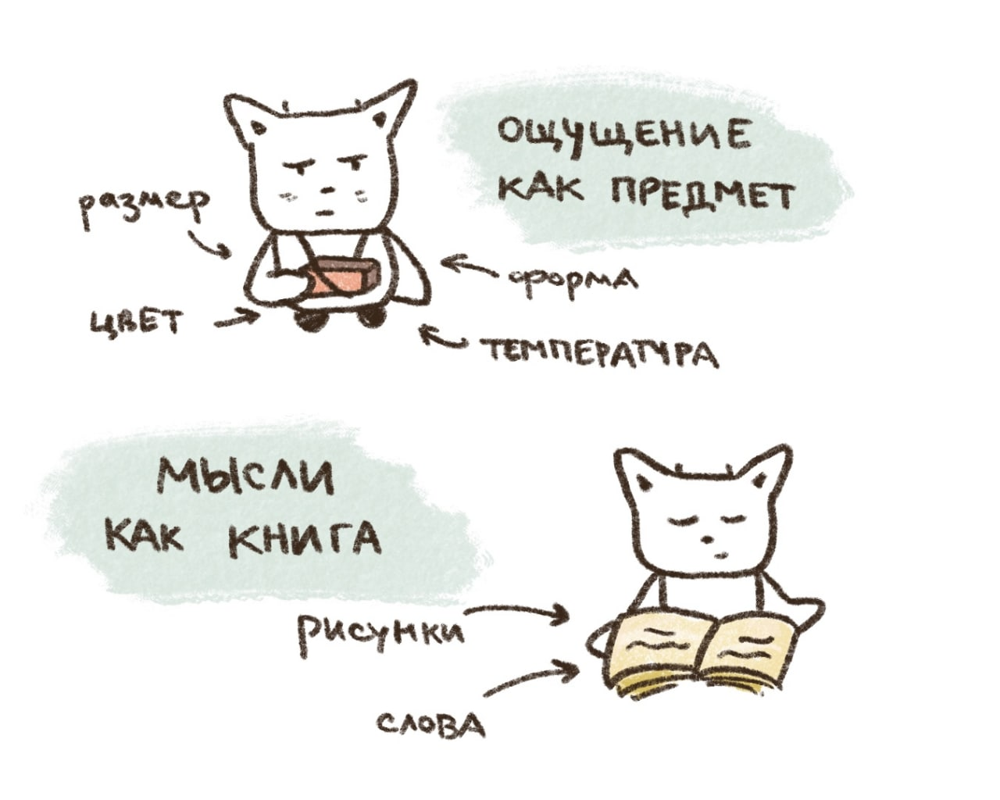 ОЩУЩЕНИЕ
КАК ПРЕДМЕТ
размер
форма
ЦВЕТ
ТЕМПЕРАТУРА
МЫСЛИ
КАК КНИГА
рисунки
слова